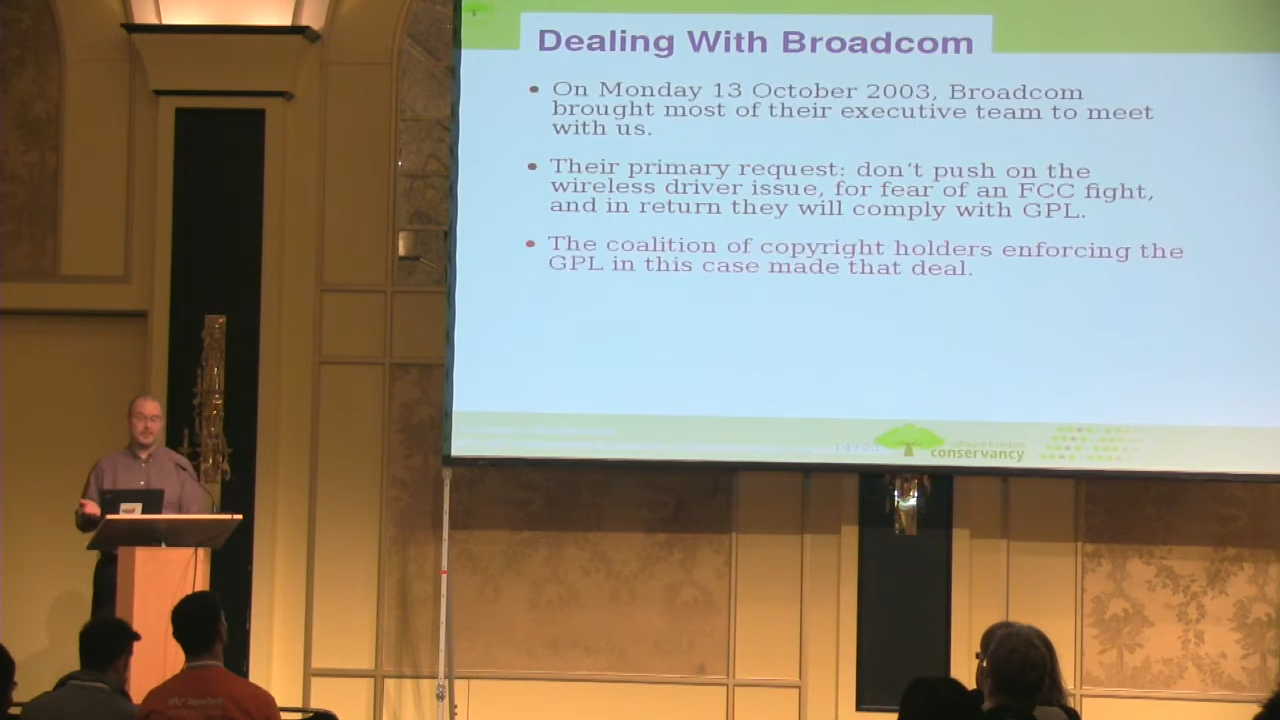 Dealing With Broadcom
• On Monday 13 October 2003, Broadcom
brought most of their executive team to meet
with us.
• Their primary request: don't push on the
wireless driver issue, for fear of an FCC fight,
and in return they will comply with GPL.
• The coalition of copyright holders enforcing the
GPL in this case made that deal.
software freedom
conservancy